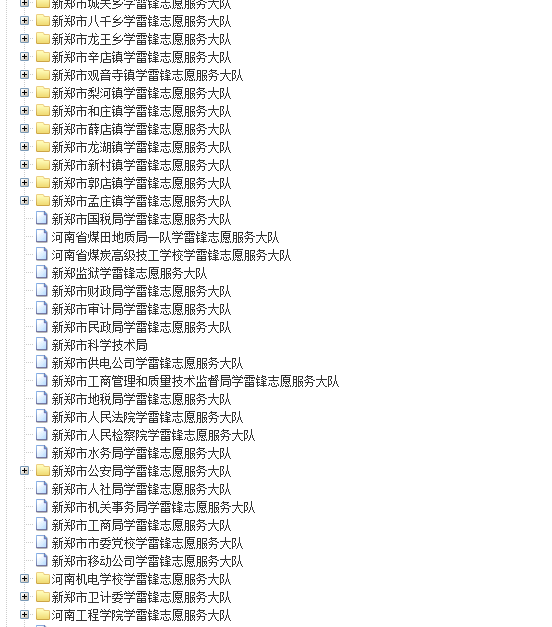 新郑市城关乡学雷锋志愿服务大队
新郑市八千乡学雷锋志愿服务大队
新郑市龙王乡学雷锋志愿服务大队
新郑市辛店镇学雷锋志愿服务大队
新郑市观音寺镇学雷锋志愿服务大队
新郑市梨河镇学雷锋志愿服务大队
新郑市和庄镇学雷锋志愿服务大队
新郑市薛店镇学雷锋志愿服务大队
新郑市龙湖镇学雷锋志愿服务大队
新郑市新村镇学雷锋志愿服务大队
新郑市郭店镇学雷锋志愿服务大队
新郑市孟庄镇学雷锋志愿服务大队
新郑市国税局学雷锋志愿服务大队
河南省煤田地质局一队学雷锋志愿服务大队
河南省煤炭高级技工学校学雷锋志愿服务大队
新郑监狱学雷锋志愿服务大队
新郑市财政局学雷锋志愿服务大队
新郑市审计局学雷锋志愿服务大队
新郑市民政局学雷锋志愿服务大队
新郑市科学技术局
新郑市供电公司学雷锋志愿服务大队
新郑市工商管理和质量技术监督局学雷锋志愿服务大队
新郑市地税局学雷锋志愿服务大队
新郑市人民法院学雷锋志愿服务大队
新郑市人民检察院学雷锋志愿服务大队
新郑市水务局学雷锋志愿服务大队
新郑市公安局学雷锋志愿服务大队
新郑市人社局学雷锋志愿服务大队
新郑市机关事务局学雷锋志愿服务大队
新郑市工商局学雷锋志愿服务大队
新郑市市委党校学雷锋志愿服务大队
新郑市移动公司学雷锋志愿服务大队
河南机电学校学雷锋志愿服务大队
新郑市卫计委学雷锋志愿服务大队
河南工程学院学雷锋志愿服务大队